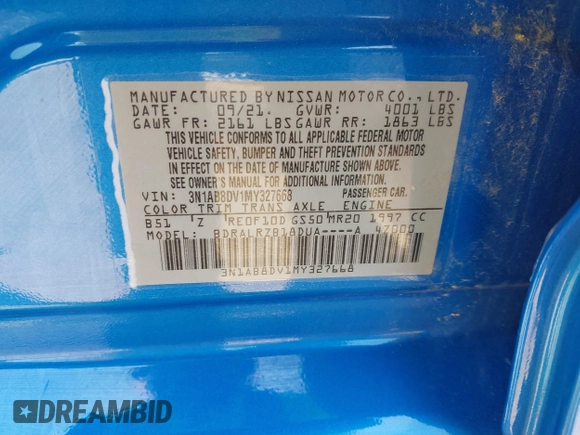 MANUFACTURED BY NISSAN MOTOR CO., LTD.
DATE: 09/21. GVWR: 4001 LBS
GAWR FR: 2161 LBS GAWR RR: 1863 LBS
THIS VEHICLE CONFORMS TO ALL APPLICABLE FEDERAL MOTOR
VEHICLE SAFETY, BUMPER AND THEFT PREVENTION STANDARDS
IN EFFECT ON THE DATE OF MANUFACTURE SHOWN ABOVE.
SEE OWNER'S MANUAL FOR ADDITIONAL INFORMATION
VIN: 3N1AB8DV1MY327668 PASSENGER CAR.
COLOR TRIM TRANS AXLE ENGINE
B51 'Z 'RE0F10D GS50'MR20 1997 CC
MODEL: BDRALRZB18DUA----A 4Z000
3N1AB8DV1MY327668
DREAMBID